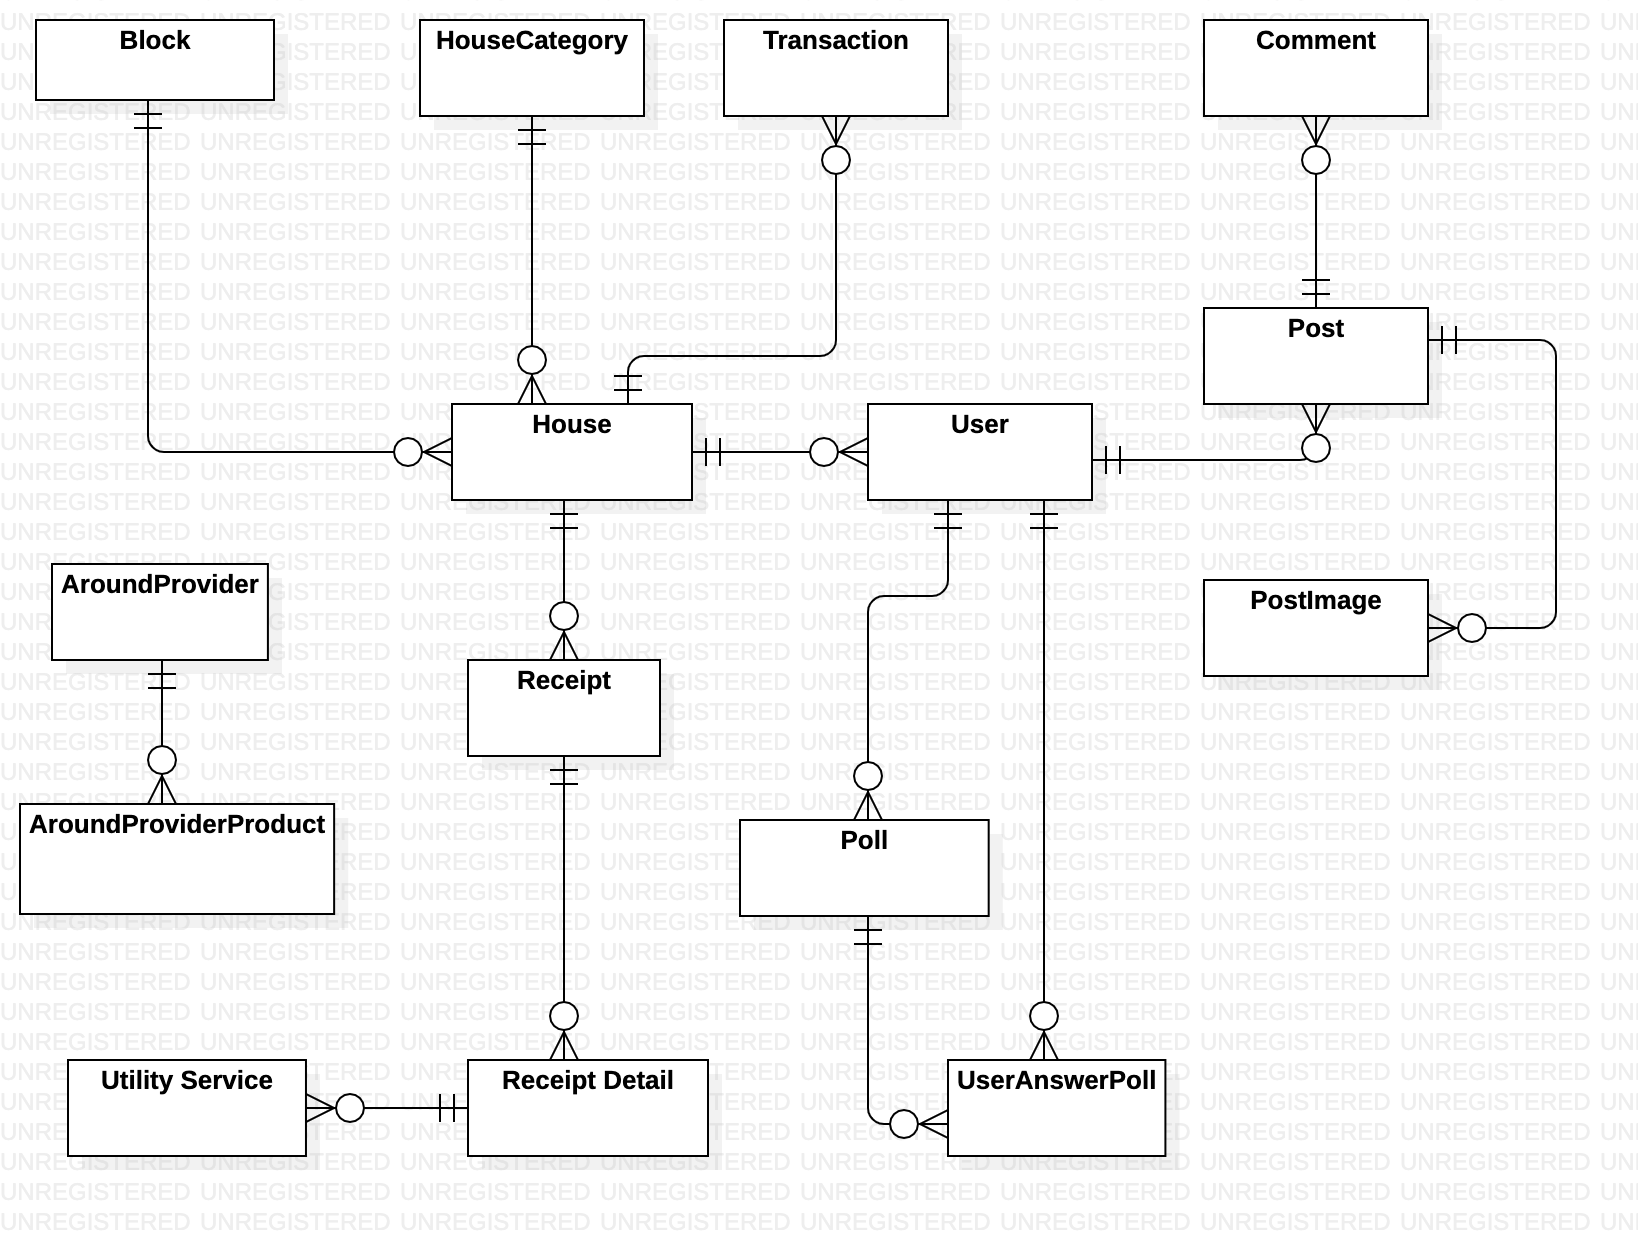 Block
HouseCategory
Transaction
Comment
Post
House
User
AroundProvider
PostImage
Receipt
AroundProviderProduct
Poll
Utility Service
Receipt Detail
UserAnswerPoll
UNREGISTERED